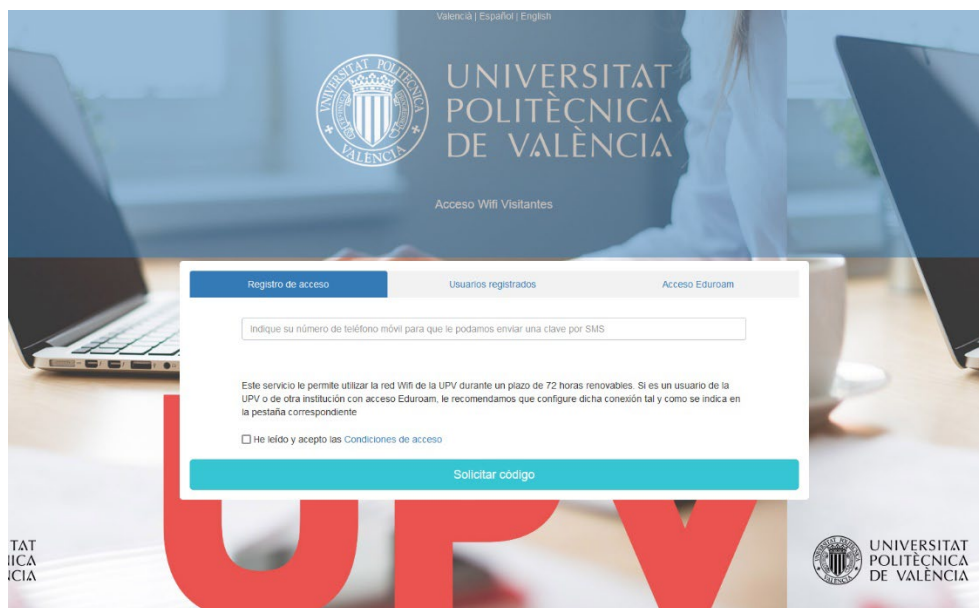 Valencià | Español | English
UNIVERSITAT POLITÈCNICA VALÈNCIA
UNIVERSITAT
POLITÈCNICA
DE VALÈNCIA
Acceso Wifi Visitantes
Registro de acceso
Usuarios registrados
Acceso Eduroam
Indique su número de teléfono móvil para que le podamos enviar una clave por SMS
Este servicio le permite utilizar la red Wifi de la UPV durante un plazo de 72 horas renovables. Si es un usuario de la
UPV o de otra institución con acceso Eduroam, le recomendamos que configure dicha conexión tal y como se indica en
la pestaña correspondiente
He leído y acepto las Condiciones de acceso
Solicitar código
UPV
TAT
ICA
NCIA
UNIVERSITAT
POLITÈCNICA
DE VALÈNCIA